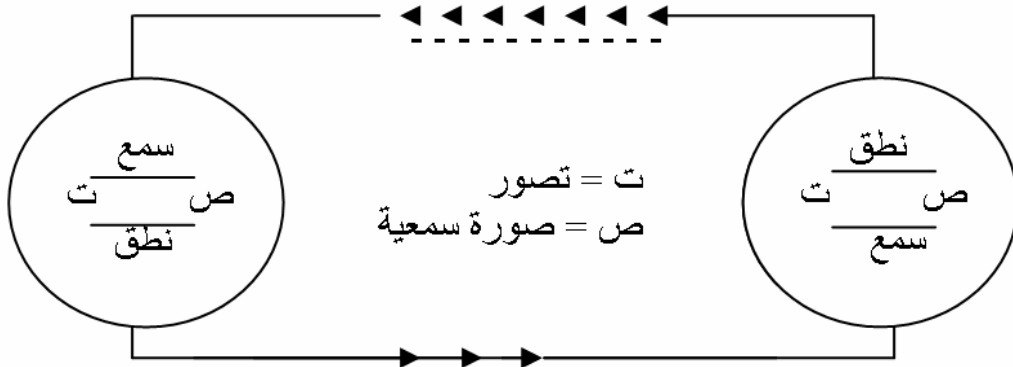 نطق
ص ت
سمع
ت = تصور
ص = صورة سمعية
سمع
ص ت
نطق